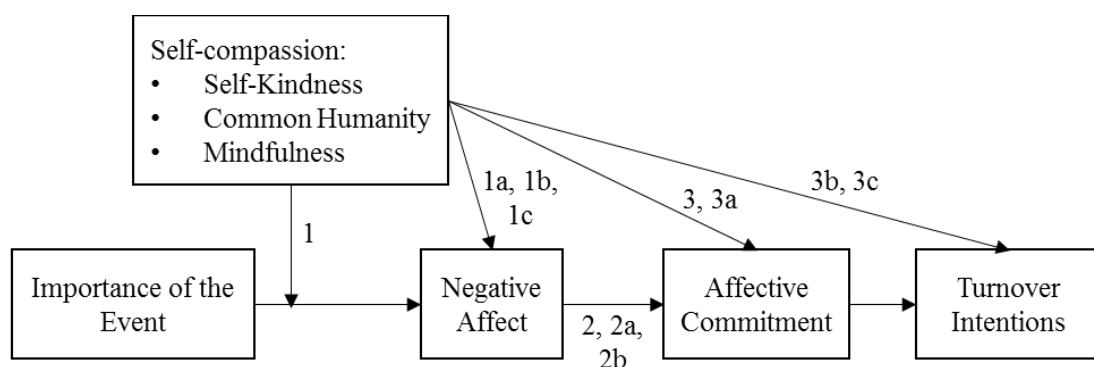 Self-compassion:
• Self-Kindness
• Common Humanity
• Mindfulness
1a, 1b,
1c
3, 3a
3b, 3c
1
Importance of the
Event
Negative
Affect
2, 2a,
2b
Affective
Commitment
Turnover
Intentions